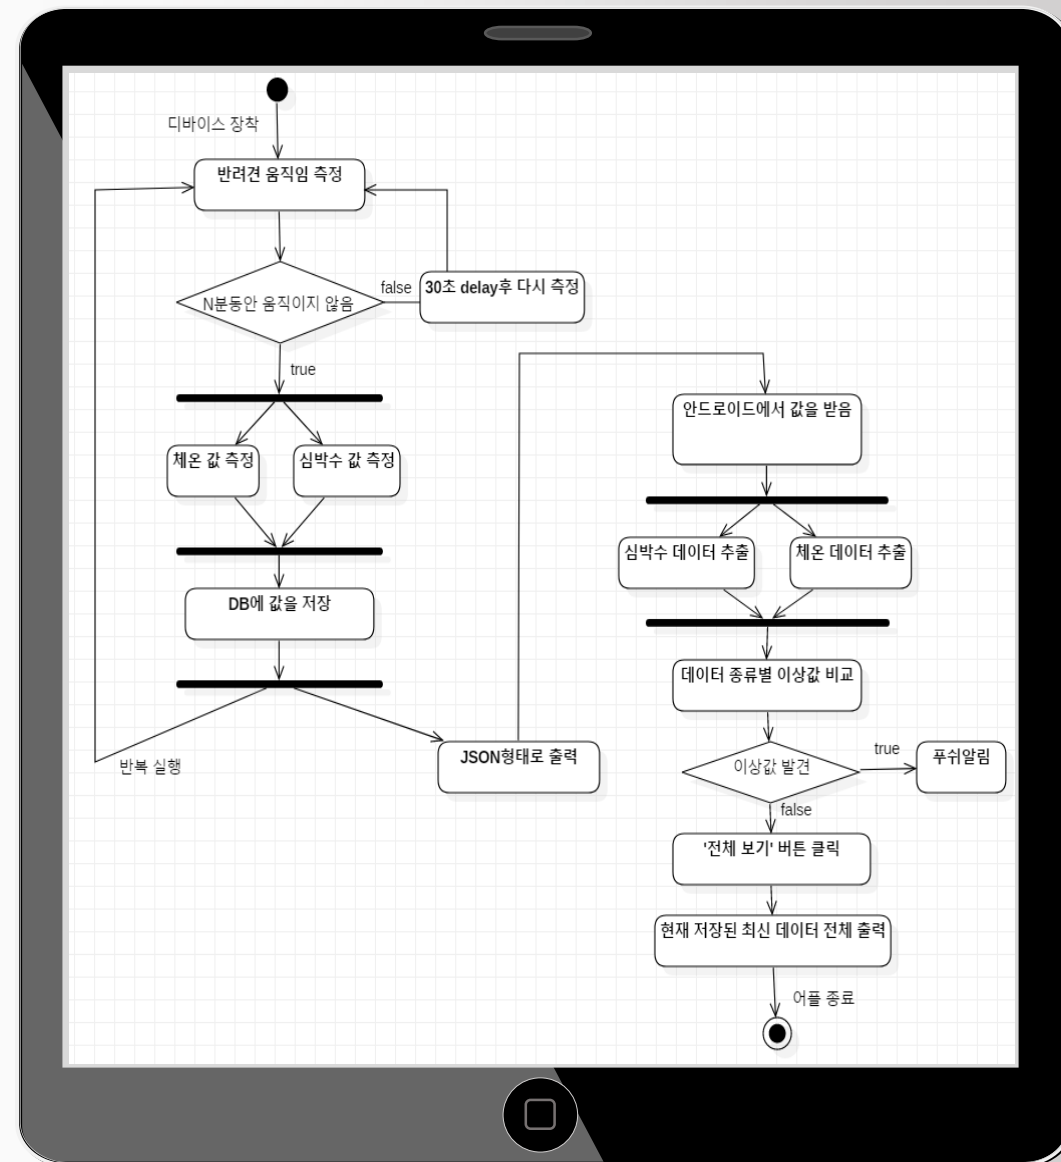 디바이스 장착
반려견 움직임 측정
N분동안 움직이지 않음
false
30초 delay후 다시 측정
true
체온 값 측정
심박수 값 측정
DB에 값을 저장
반복 실행
JSON형태로 출력
안드로이드에서 값을 받음
심박수 데이터 추출
체온 데이터 추출
데이터 종류별 이상값 비교
이상값 발견
true
푸쉬알림
false
'전체 보기' 버튼 클릭
현재 저장된 최신 데이터 전체 출력
어플 종료